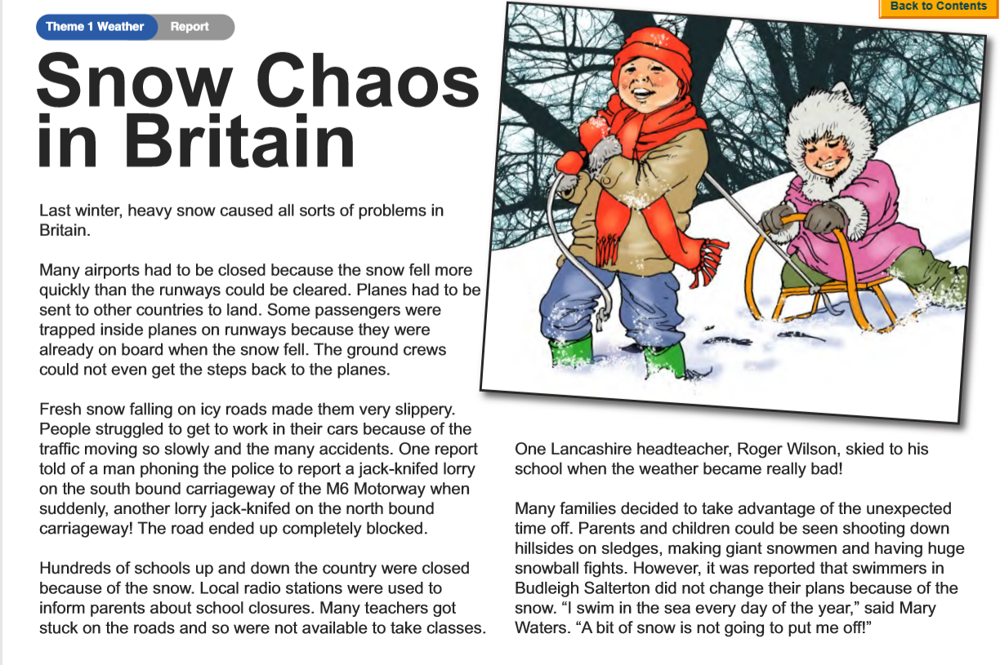 Back to Contents
Theme 1 Weather Report
Snow Chaos
in Britain
Last winter, heavy snow caused all sorts of problems in
Britain.
Many airports had to be closed because the snow fell more
quickly than the runways could be cleared. Planes had to be
sent to other countries to land. Some passengers were
trapped inside planes on runways because they were
already on board when the snow fell. The ground crews
could not even get the steps back to the planes.
Fresh snow falling on icy roads made them very slippery.
People struggled to get to work in their cars because of the
traffic moving so slowly and the many accidents. One report
told of a man phoning the police to report a jack-knifed lorry
on the south bound carriageway of the M6 Motorway when
suddenly, another lorry jack-knifed on the north bound
carriageway! The road ended up completely blocked.
Hundreds of schools up and down the country were closed
because of the snow. Local radio stations were used to
inform parents about school closures. Many teachers got
stuck on the roads and so were not available to take classes.
One Lancashire headteacher, Roger Wilson, skied to his
school when the weather became really bad!
Many families decided to take advantage of the unexpected
time off. Parents and children could be seen shooting down
hillsides on sledges, making giant snowmen and having huge
snowball fights. However, it was reported that swimmers in
Budleigh Salterton did not change their plans because of the
snow. “I swim in the sea every day of the year,” said Mary
Waters. “A bit of snow is not going to put me off!”